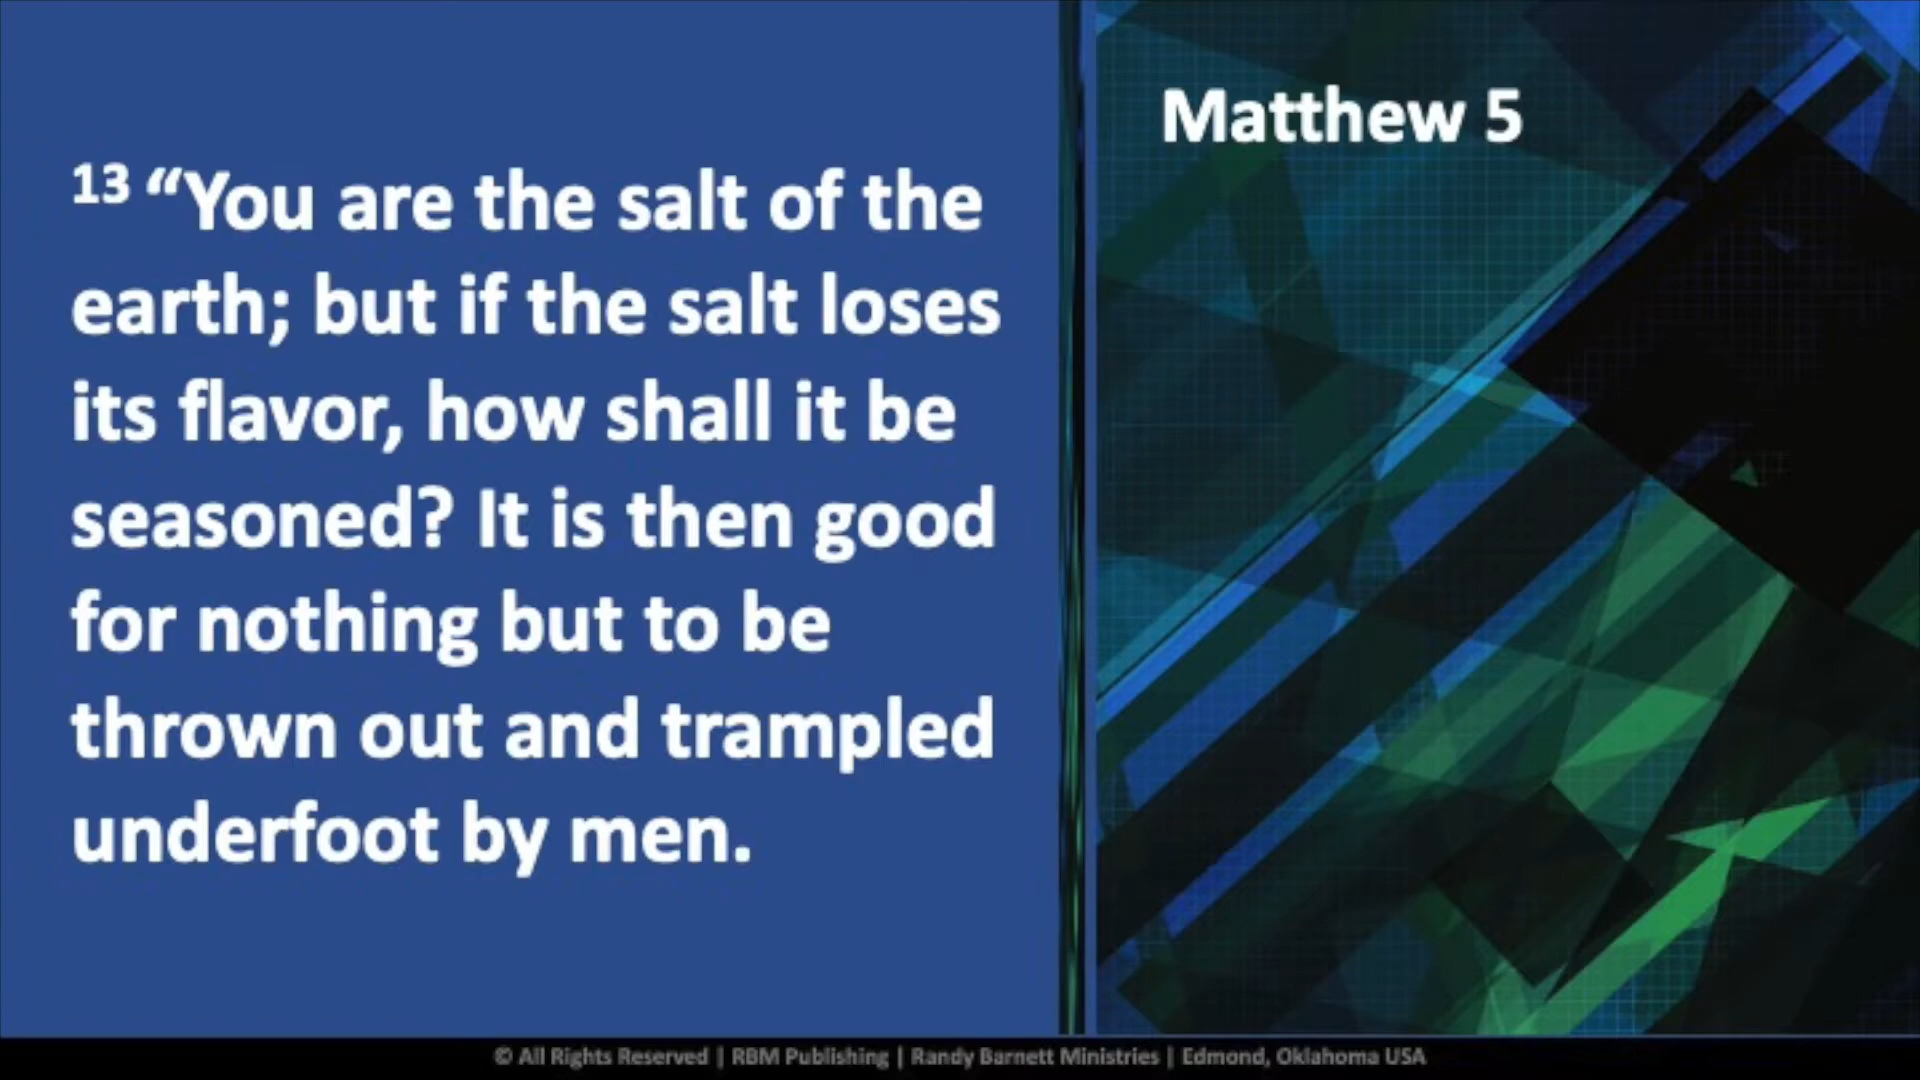 Matthew 5
13 “You are the salt of the
earth; but if the salt loses
its flavor, how shall it be
seasoned? It is then good
for nothing but to be
thrown out and trampled
underfoot by men.
© All Rights Reserved | RBM Publishing | Randy Barnett Ministries | Edmond, Oklahoma USA